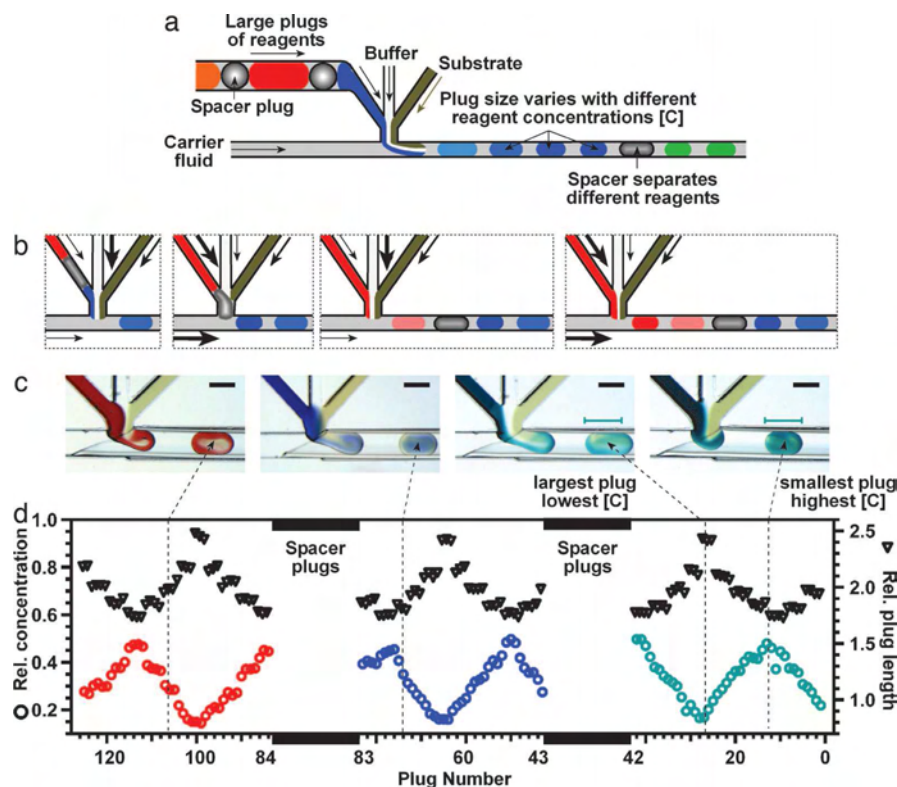 a
Large plugs
of reagents
Buffer
Substrate
Spacer plug
Plug size varies with different
reagent concentrations [C]
Carrier
fluid
Spacer separates
different reagents
b
c
largest plug
lowest [C]
smallest plug
highest [C]
d
Rel. concentration
1.0
0.8
0.6
0.4
0.2
Spacer
plugs
Spacer
plugs
2.5
2.0
1.5
1.0
Rel. plug
length
120 100 84 83 60 43 42 20 0
Plug Number